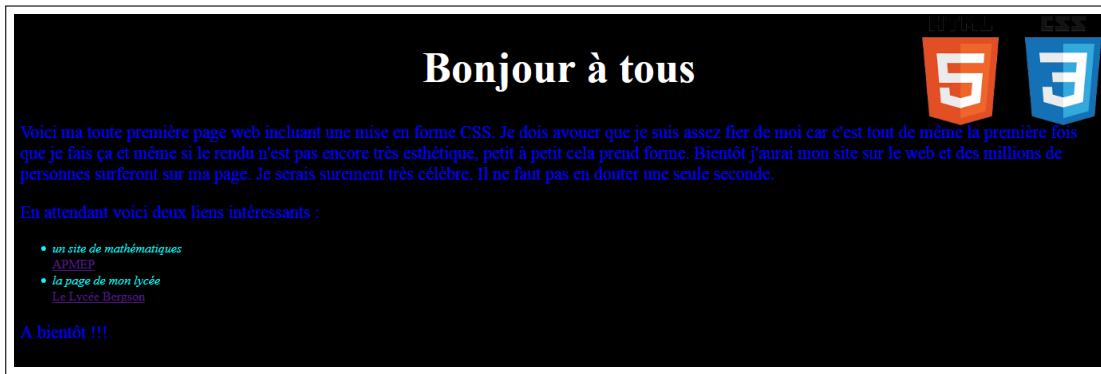 HTML CSS
Bonjour à tous
Voici ma toute première page web incluant une mise en forme CSS. Je dois avouer que je suis assez fier de moi car c'est tout de même la première fois
que je fais ça et même si le rendu n'est pas encore très esthétique, petit à petit cela prend forme. Bientôt j'aurai mon site sur le web et des millions de
personnes surferont sur ma page. Je serais surement très célèbre. Il ne faut pas en douter une seule seconde.
En attendant voici deux liens intéressants :
un site de mathématiques
APMEP
la page de mon lycée
Le Lycée Bergson
A bientôt !!!